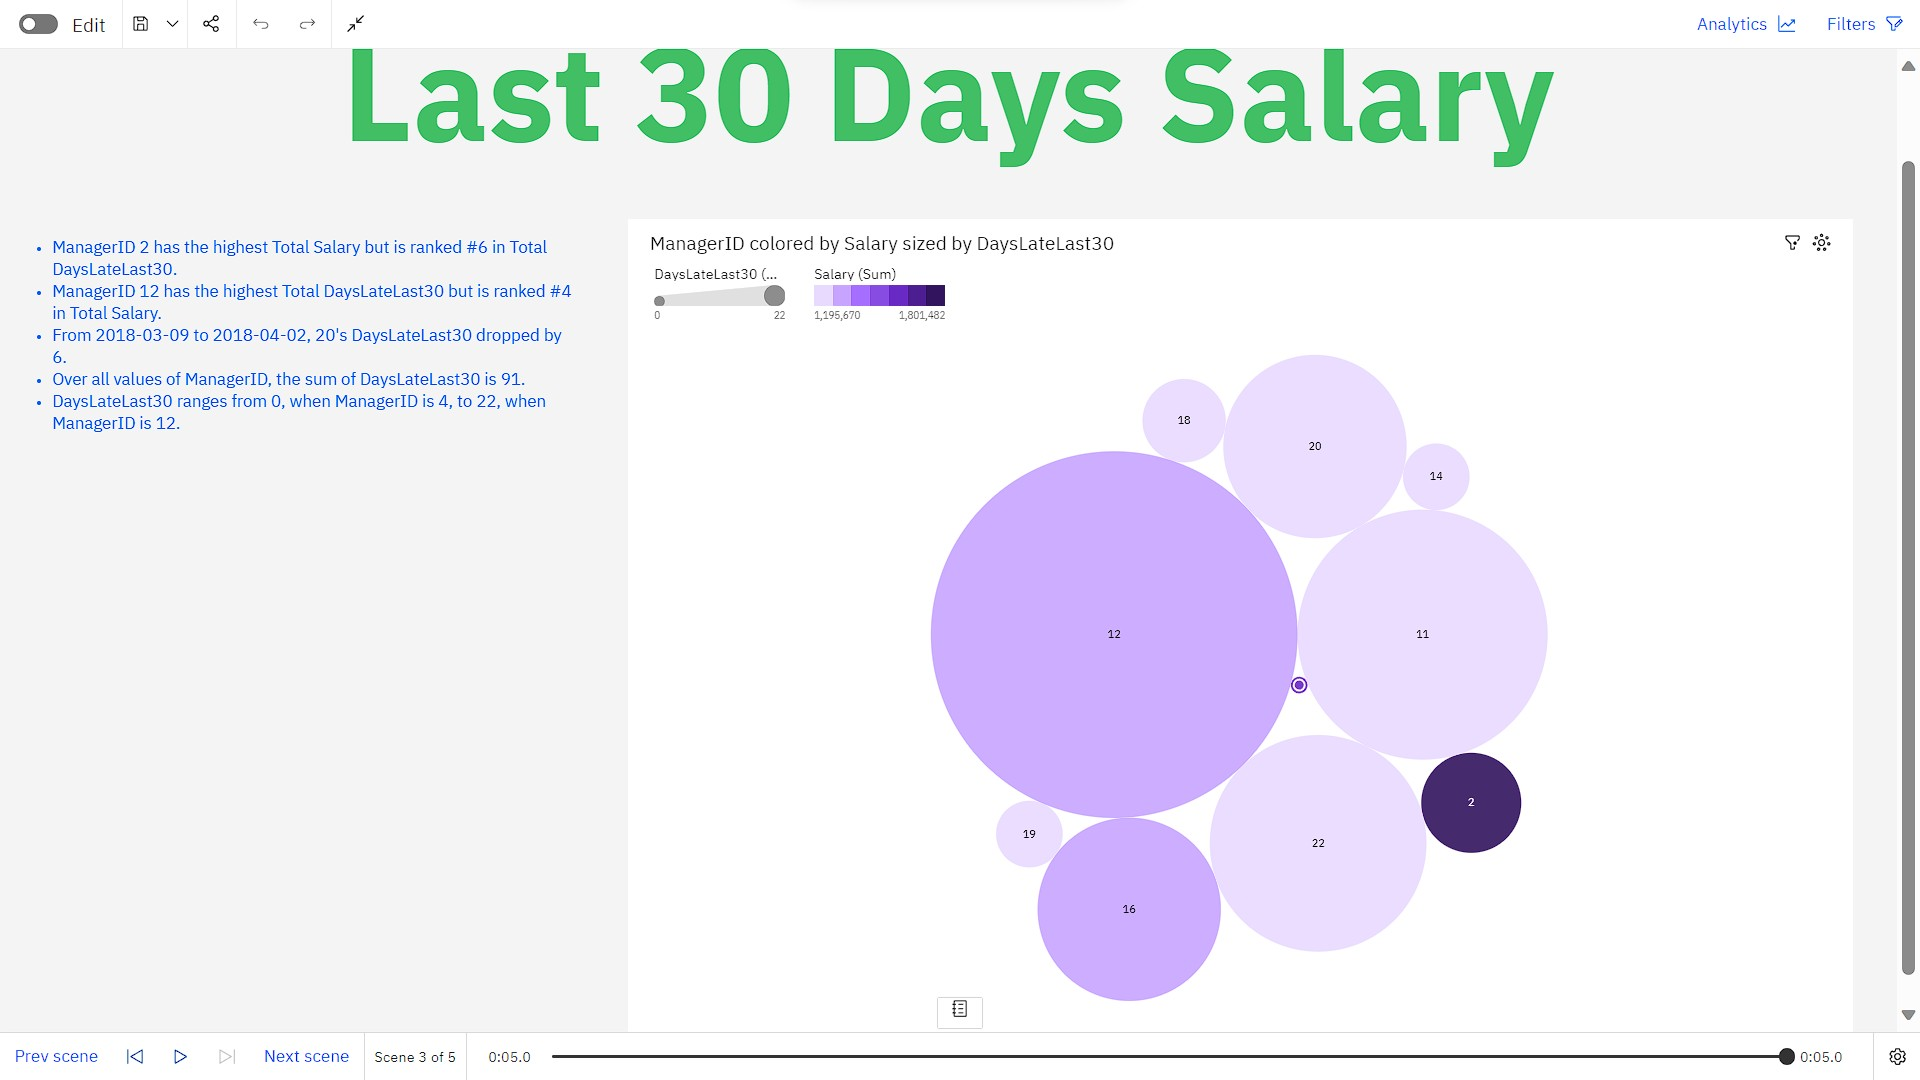 Edit
Analytics
Filters
Last 30 Days Salary
• ManagerID 2 has the highest Total Salary but is ranked #6 in Total
DaysLateLast30.
• ManagerID 12 has the highest Total DaysLateLast30 but is ranked #4
in Total Salary.
• From 2018-03-09 to 2018-04-02, 20's DaysLateLast30 dropped by
6.
• Over all values of ManagerID, the sum of DaysLateLast30 is 91.
• DaysLateLast30 ranges from 0, when ManagerID is 4, to 22, when
ManagerID is 12.
ManagerID colored by Salary sized by DaysLateLast30
DaysLateLast30 (...
0 22
Salary (Sum)
1,195,670 1,801,482
18
20
14
12
11
2
19
22
16
Prev scene
Next scene
Scene 3 of 5
0:05.0
0:05.0